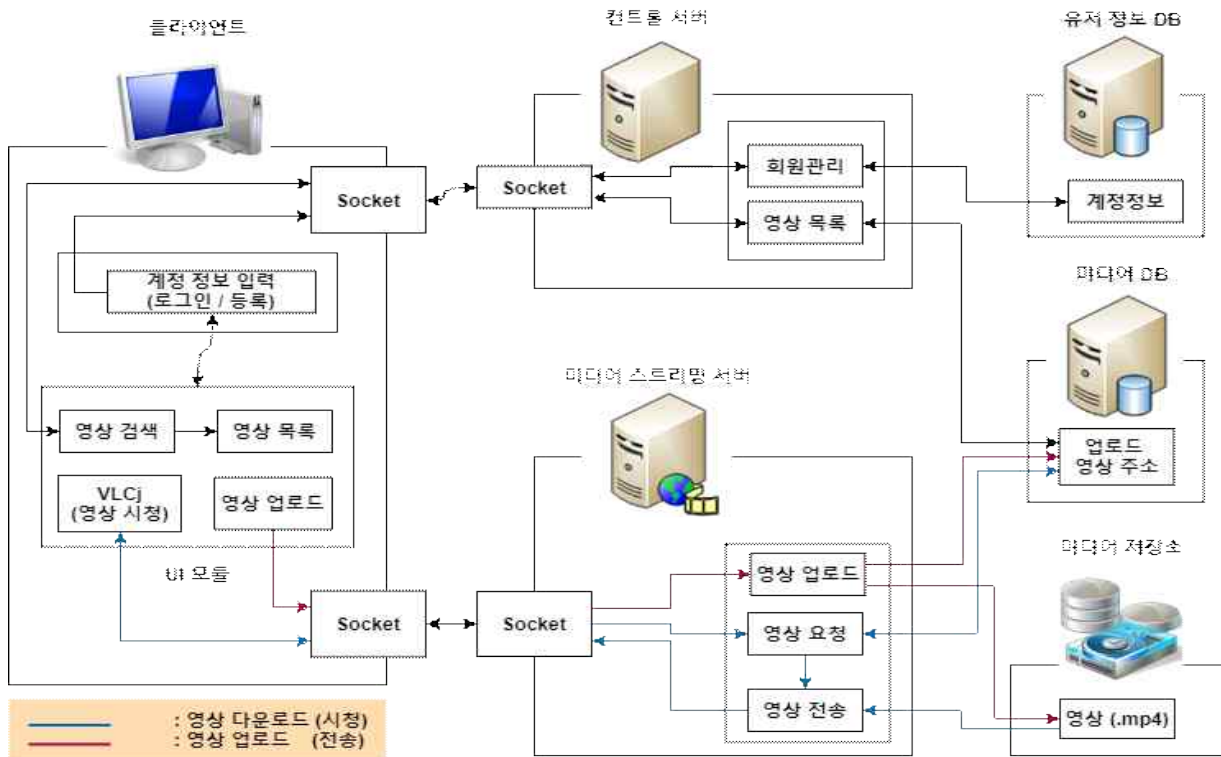 클라이언트
컨트롤 서버
유저 정보 DB
Socket
Socket
회원관리
영상 목록
계정정보
계정 정보 입력
(로그인 / 등록)
미디어 DB
미디어 스트리밍 서버
영상 검색
영상 목록
업로드
영상 주소
VLCj
(영상 시청)
영상 업로드
UI 모듈
미디어 저장소
영상 업로드
Socket
Socket
영상 요청
영상 전송
영상 (.mp4)
: 영상 다운로드 (시청)
: 영상 업로드 (전송)